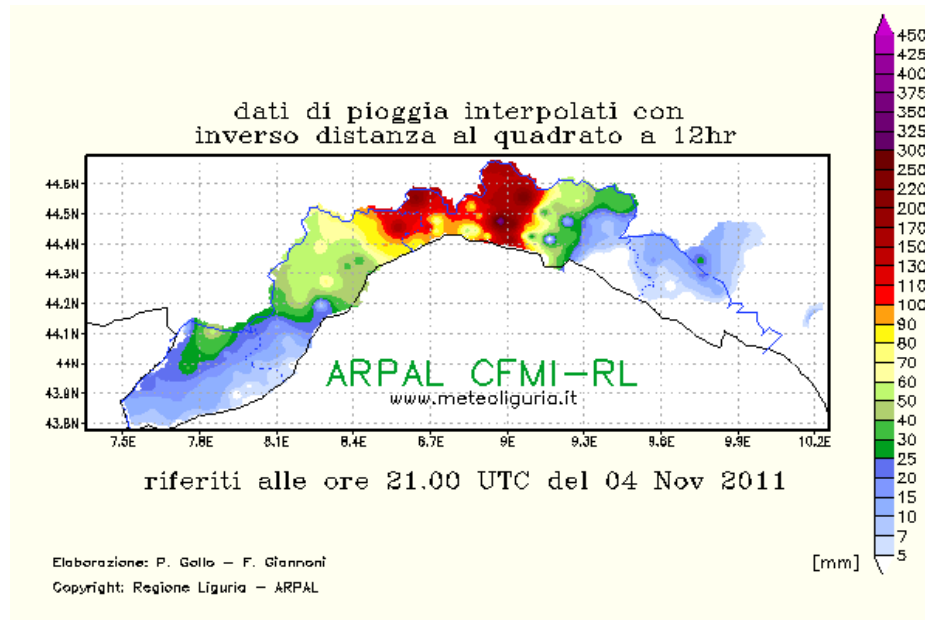 dati di pioggia interpolati con
inverso distanza al quadrato a 12hr
450
425
400
375
325
300
250
220
200
170
150
130
110
100
90
80
70
60
50
40
30
25
20
15
10
7
5
[mm]
44.6N
44.5N
44.4N
44.3N
44.2N
44.1N
44N
43.9N
43.8N
7.5E 7.8E 8.1E 8.4E 8.7E 9E 9.3E 9.6E 9.9E 10.2E
ARPAL CFMI-RL
www.meteoliguria.it
riferiti alle ore 21.00 UTC del 04 Nov 2011
Elaborazione: P. Gollo - F. Giannoni
Copyright: Regione Liguria - ARPAL